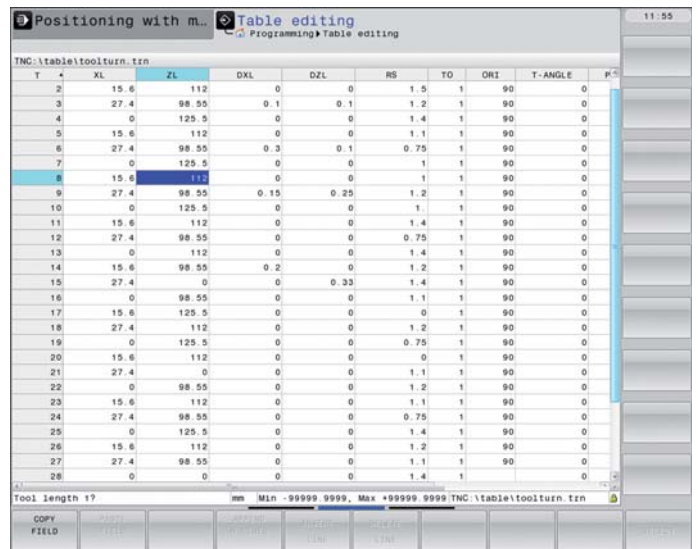 Positioning with m… Table editing 11:55
Programming Table editing
TNC:\table\toolturn.trn
T XL ZL DXL DZL RS TO ORI T-ANGLE P
2 15.6 112 0 0 1.5 1 90 0
3 27.4 98.55 0.1 0.1 1.2 1 90 0
4 0 125.5 0 0 1.4 1 90 0
5 15.6 112 0 0 1.1 1 90 0
6 27.4 98.55 0.3 0.1 0.75 1 90 0
7 0 125.5 0 0 1 1 90 0
8 15.6 112 0 0 1 1 90 0
9 27.4 98.55 0.15 0.25 1.2 1 90 0
10 0 125.5 0 0 1. 1 90 0
11 15.6 112 0 0 1.4 1 90 0
12 27.4 98.55 0 0 0.75 1 90 0
13 0 112 0 0 1.4 1 90 0
14 15.6 98.55 0.2 0 1.2 1 90 0
15 27.4 0 0 0.33 1.4 1 90 0
16 0 98.55 0 0 1.1 1 90 0
17 15.6 125.5 0 0 0 1 90 0
18 27.4 112 0 0 1.2 1 90 0
19 0 125.5 0 0 0.75 1 90 0
20 15.6 112 0 0 0 1 90 0
21 27.4 0 0 0 1.1 1 90 0
22 0 98.55 0 0 1.2 1 90 0
23 15.6 112 0 0 1.1 1 90 0
24 27.4 98.55 0 0 0.75 1 90 0
25 0 125.5 0 0 1.4 1 90 0
26 15.6 112 0 0 1.2 1 90 0
27 27.4 98.55 0 0 1.1 1 90 0
28 0 0 0 0 1.4 1 0
Tool length 1? mm Min -99999.9999, Max +99999.9999 TNC:\table\toolturn.trn
COPY
FIELD
PASTE
FIELD
APPEND
N LINES
LINE
DELETE
LINE